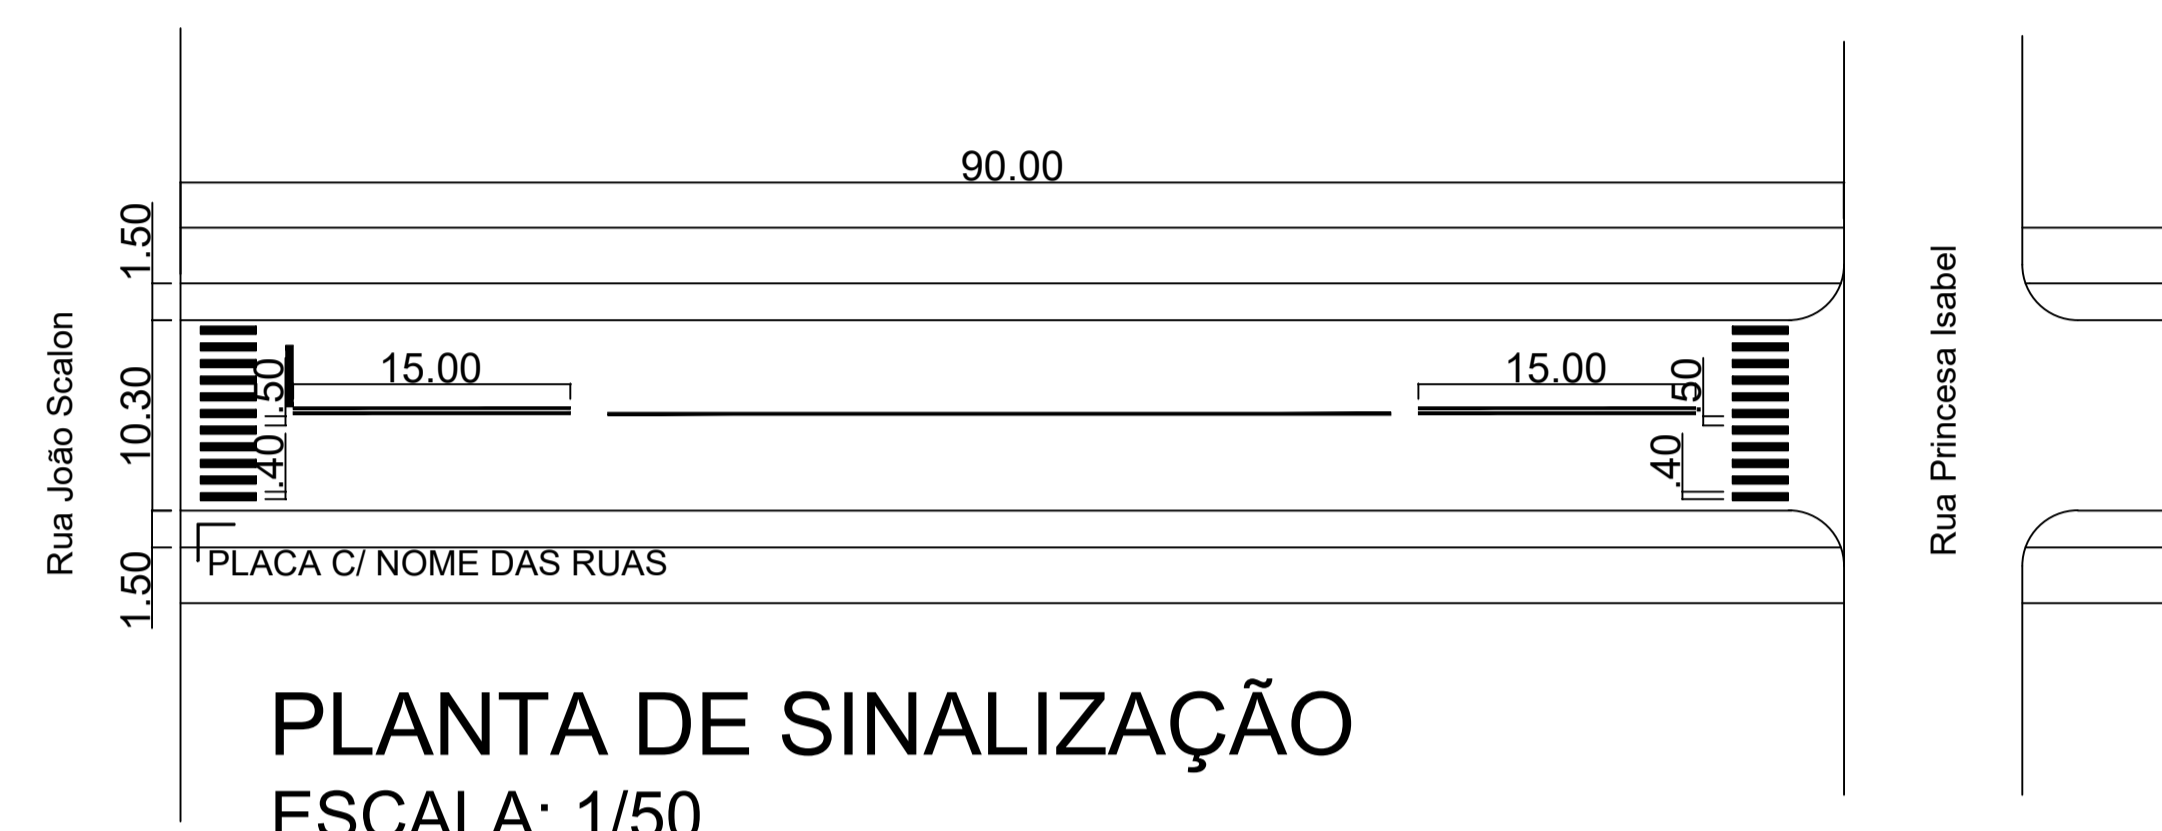 90.00
1.50
Rua João Scalon
10.30
1.50
.50
.40
15.00
15.00
.50
.40
Rua Princesa Isabel
PLACA C/ NOME DAS RUAS
PLANTA DE SINALIZAÇÃO
ESCALA: 1/50